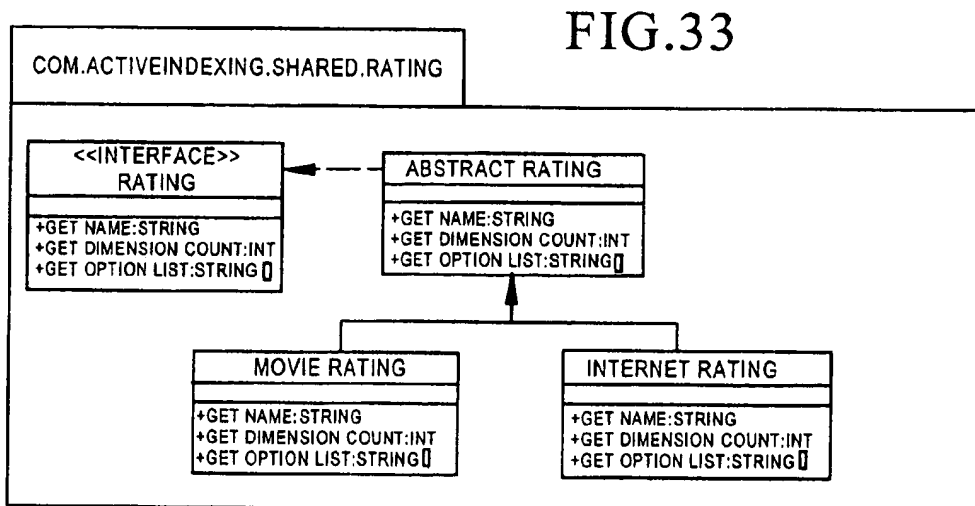 FIG.33
COM.ACTIVEINDEXING.SHARED.RATING
<<INTERFACE>>
RATING
+GET NAME:STRING
+GET DIMENSION COUNT:INT
+GET OPTION LIST:STRING[]
ABSTRACT RATING
+GET NAME:STRING
+GET DIMENSION COUNT:INT
+GET OPTION LIST:STRING[]
MOVIE RATING
+GET NAME:STRING
+GET DIMENSION COUNT:INT
+GET OPTION LIST:STRING[]
INTERNET RATING
+GET NAME:STRING
+GET DIMENSION COUNT:INT
+GET OPTION LIST:STRING[]